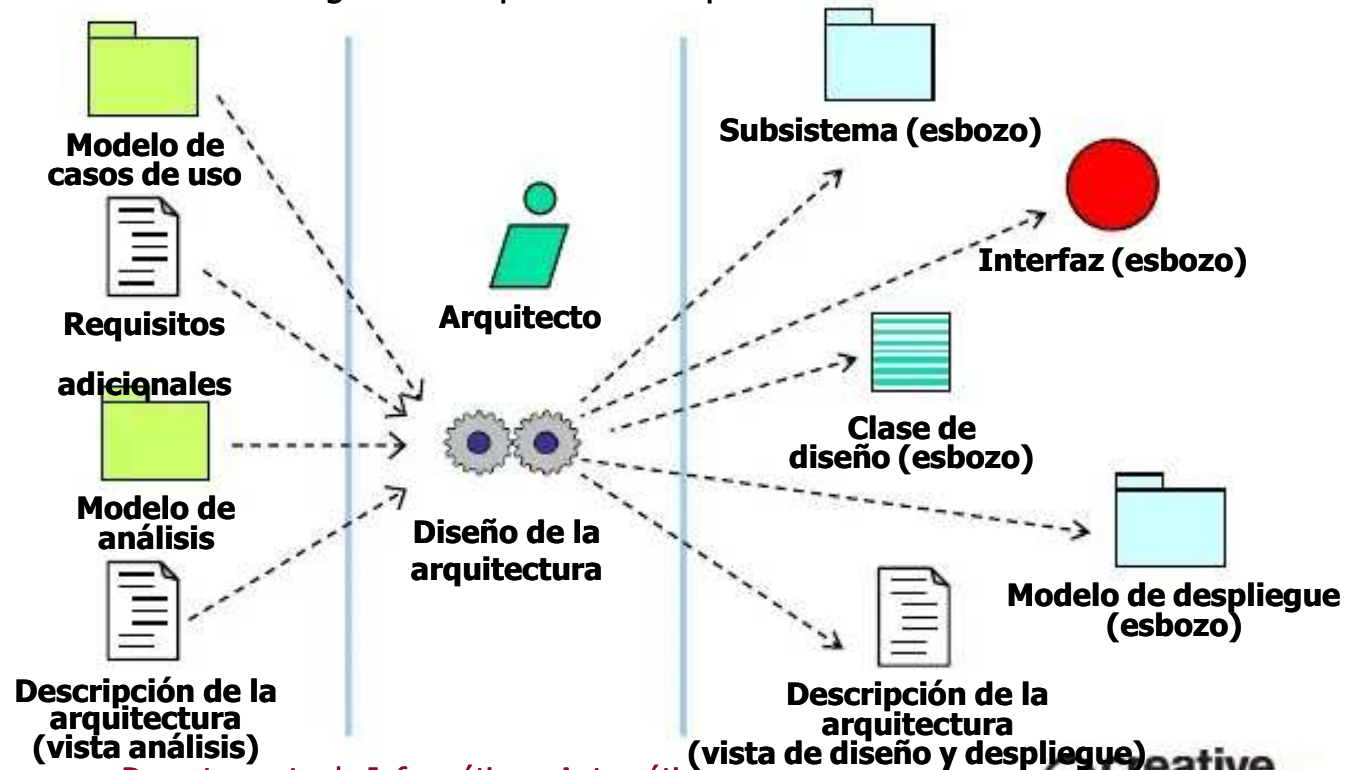 Modelo de
casos de uso
Requisitos
adicionales
Modelo de
análisis
Descripción de la
arquitectura
(vista análisis)
Arquitecto
Diseño de la
arquitectura
Subsistema (esbozo)
Interfaz (esbozo)
Clase de
diseño (esbozo)
Modelo de despliegue
(esbozo)
Descripción de la
arquitectura
(vista de diseño y despliegue)
Creative